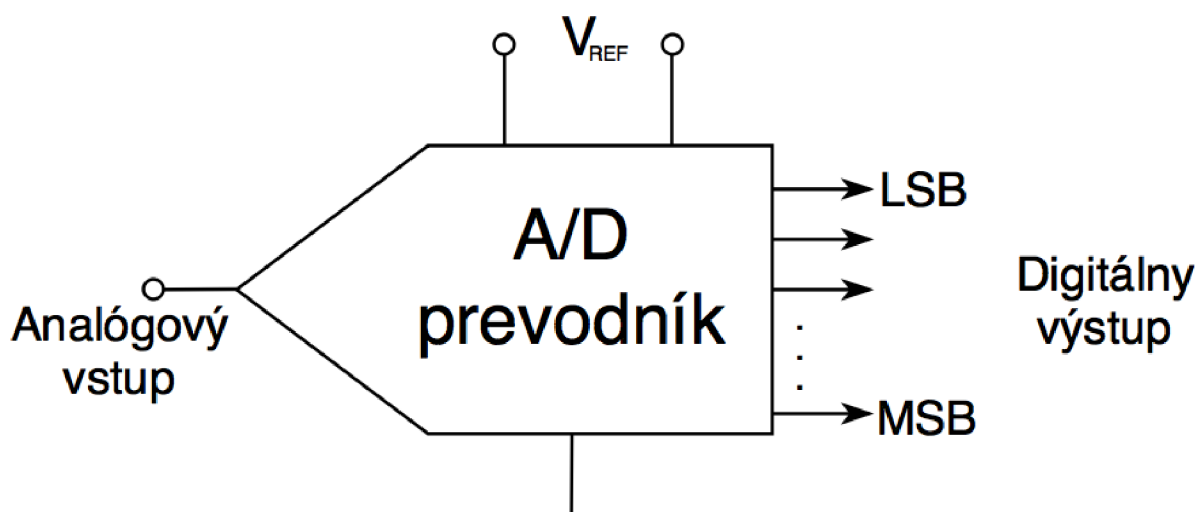 VREF
LSB
A/D
prevodník
Analógový
vstup
Digitálny
výstup
MSB